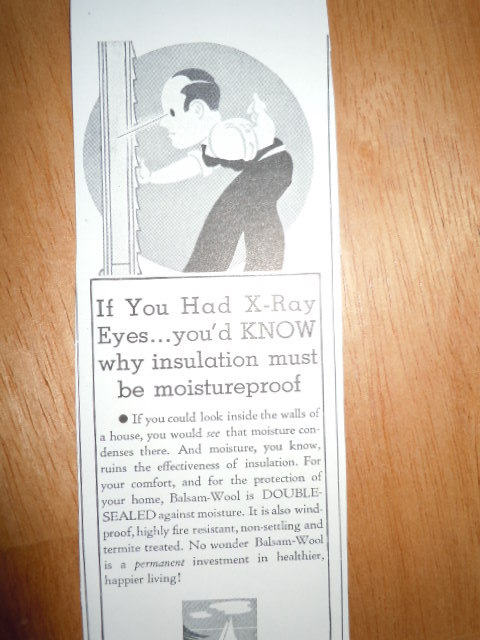 If You Had X-Ray
Eyes...you'd KNOW
why insulation must
be moistureproof
● If you could look inside the walls of
a house, you would see that moisture con-
denses there. And moisture, you know,
ruins the effectiveness of insulation. For
your comfort, and for the protection of
your home, Balsam-Wool is DOUBLE-
SEALED against moisture. It is also wind-
proof, highly fire resistant, non-settling and
termite treated. No wonder Balsam-Wool
is a permanent investment in healthier,
happier living!